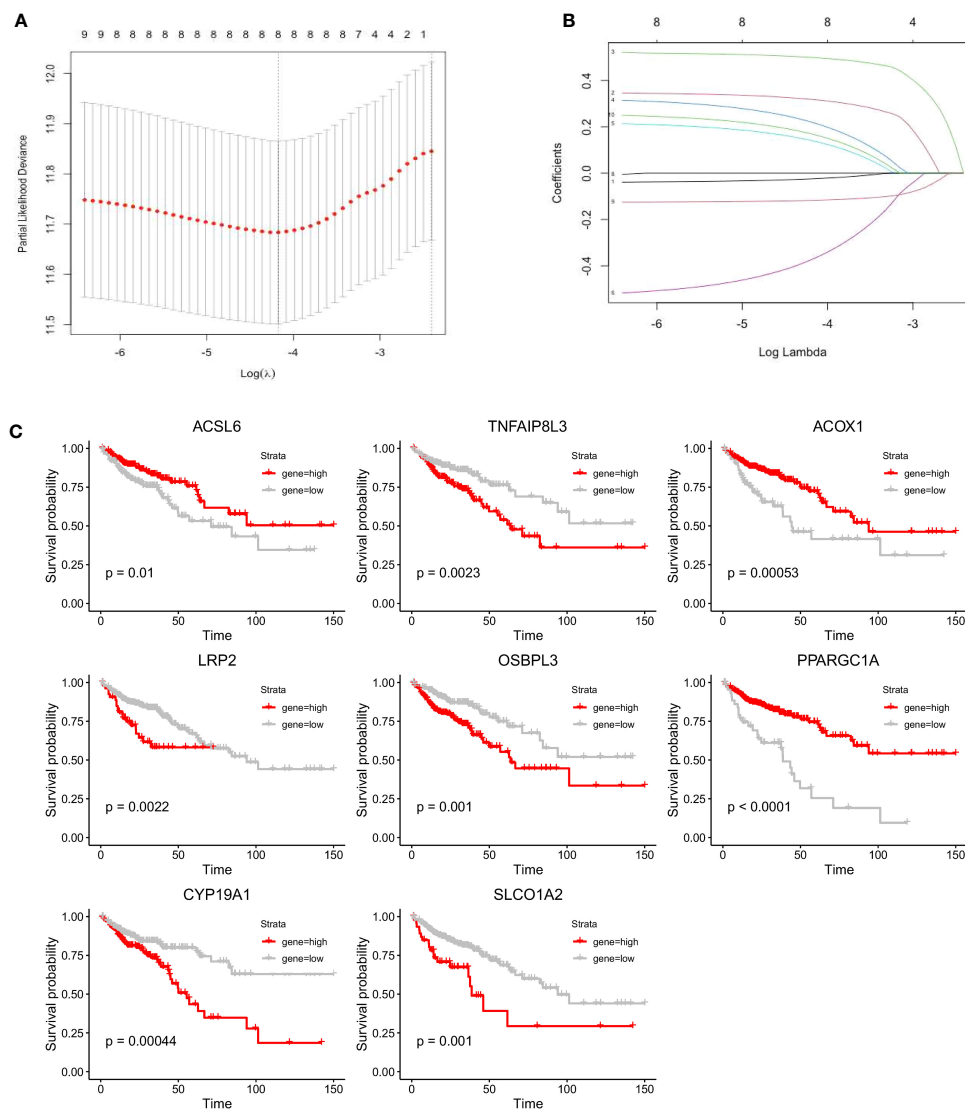 A
9 9 8 8 8 8 8 8 8 8 8 8 8 8 8 8 8 7 4 4 2 1
Partial Likelihood Deviance
12.0
11.9
11.8
11.7
11.6
11.5
-6 -5 -4 -3
Log(λ)
B
8 8 8 4
Coefficients
0.4
0.2
0.0
-0.2
-0.4
3
2
4
10
5
1
9
6
-6 -5 -4 -3
Log Lambda
C
ACSL6
Survival probability
1.00
0.75
0.50
0.25
0.00
Strata
gene=high
gene=low
p = 0.01
0 50 100 150
Time
TNFAIP8L3
Survival probability
1.00
0.75
0.50
0.25
0.00
Strata
gene=high
gene=low
p = 0.0023
0 50 100 150
Time
ACOX1
Survival probability
1.00
0.75
0.50
0.25
0.00
Strata
gene=high
gene=low
p = 0.00053
0 50 100 150
Time
LRP2
Survival probability
1.00
0.75
0.50
0.25
0.00
Strata
gene=high
gene=low
p = 0.0022
0 50 100 150
Time
OSBPL3
Survival probability
1.00
0.75
0.50
0.25
0.00
Strata
gene=high
gene=low
p = 0.001
0 50 100 150
Time
PPARGC1A
Survival probability
1.00
0.75
0.50
0.25
0.00
Strata
gene=high
gene=low
p < 0.0001
0 50 100 150
Time
CYP19A1
Survival probability
1.00
0.75
0.50
0.25
0.00
Strata
gene=high
gene=low
p = 0.00044
0 50 100 150
Time
SLCO1A2
Survival probability
1.00
0.75
0.50
0.25
0.00
Strata
gene=high
gene=low
p = 0.001
0 50 100 150
Time